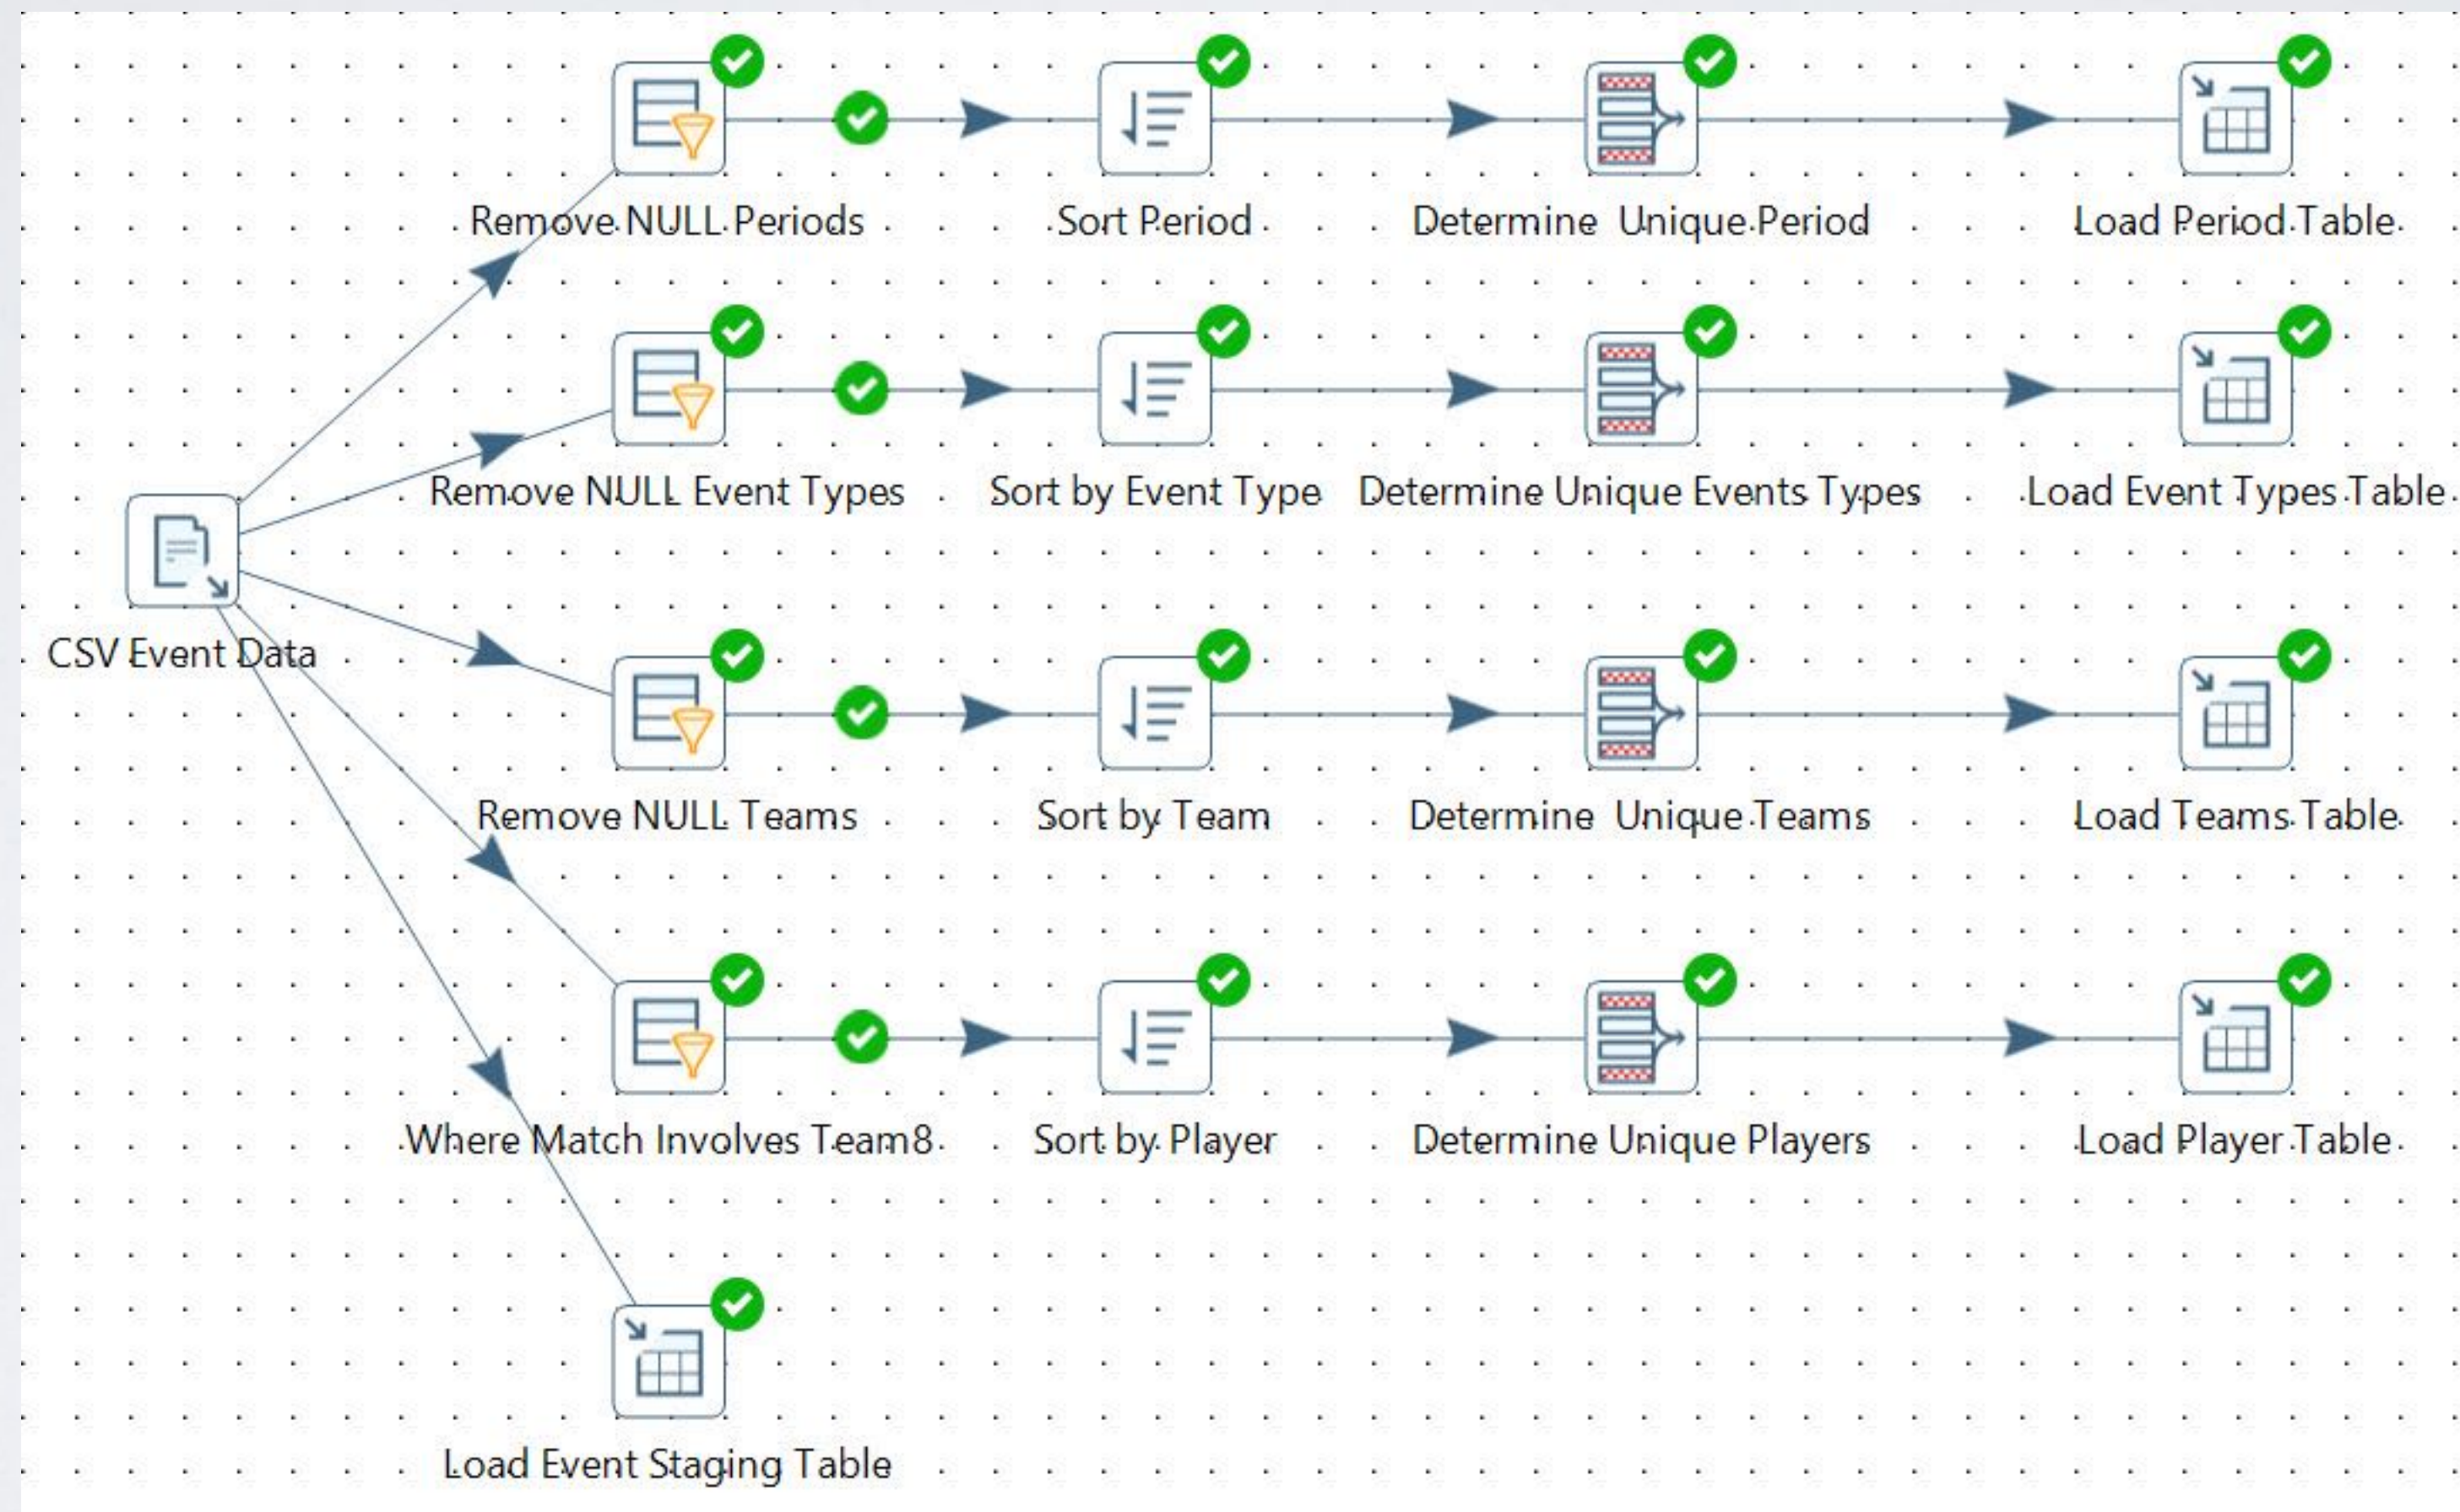 Remove NULL Periods
Sort Period
Determine Unique Period
Load Period Table
Remove NULL Event Types
Sort by Event Type
Determine Unique Events Types
Load Event Types Table
CSV Event Data
Remove NULL Teams
Sort by Team
Determine Unique Teams
Load Teams Table
Where Match Involves Team8
Sort by Player
Determine Unique Players
Load Player Table
Load Event Staging Table